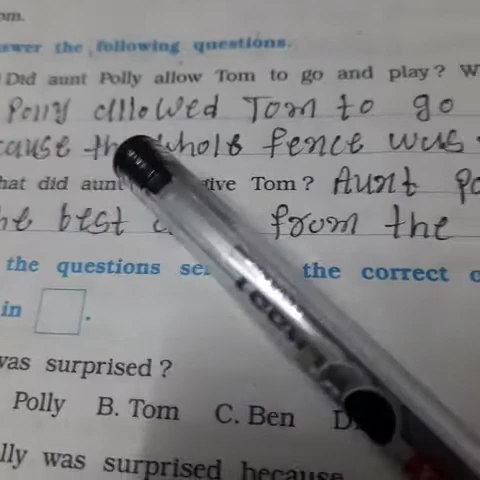 om.
swer the following questions.
Did aunt Polly allow Tom to go and play? W
Polly allowed Tom to go
cause the whole fence was
hat did aunt ive Tom? Aunt Po
he best from the
the questions se the correct
in
was surprised?
Polly B. Tom C. Ben D
lly was surprised because